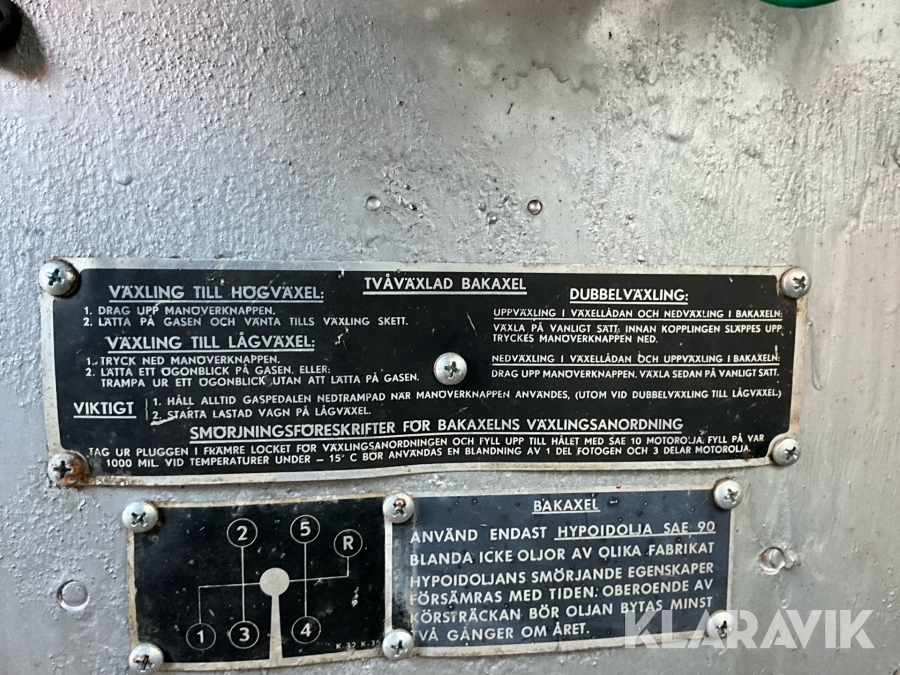 TVÅVÄXLAD BAKAXEL
VÄXLING TILL HÖGVÄXEL:
1. DRAG UPP MANÖVERKNAPPEN.
2. LÄTTA PÅ GASEN OCH VÄNTA TILLS VÄXLING SKETT.
VÄXLING TILL LÅGVÄXEL:
1. TRYCK NED MANÖVERKNAPPEN.
2. LÄTTA ETT ÖGONBLICK PÅ GASEN. ELLER:
TRAMPA UR ETT ÖGONBLICK UTAN ATT LÄTTA PÅ GASEN.
DUBBELVÄXLING:
UPPVÄXLING I VÄXELLÅDAN OCH NEDVÄXLING I BAKAXELN:
VÄXLA PÅ VANLIGT SÄTT. INNAN KOPPLINGEN SLÄPPES UPP
TRYCKES MANÖVERKNAPPEN NED.
NEDVÄXLING I VÄXELLÅDAN OCH UPPVÄXLING I BAKAXELN:
DRAG UPP MANÖVERKNAPPEN. VÄXLA SEDAN PÅ VANLIGT SÄTT.
VIKTIGT
1. HÅLL ALLTID GASPEDALEN NEDTRAMPAD NÄR MANÖVERKNAPPEN ANVÄNDES, (UTOM VID DUBBELVÄXLING TILL LÅGVÄXEL.)
2. STARTA LASTAD VAGN PÅ LÅGVÄXEL.
SMÖRJNINGSFÖRESKRIFTER FÖR BAKAXELNS VÄXLINGSANORDNING
TAG UR PLUGGEN I FRÄMRE LOCKET FÖR VÄXLINGSANORDNINGEN OCH FYLL UPP TILL HÅLET MED SAE 10 MOTOROLJA. FYLL PÅ VAR
1000 MIL. VID TEMPERATURER UNDER – 15° C BÖR ANVÄNDAS EN BLANDNING AV 1 DEL FOTOGEN OCH 3 DELAR MOTOROLJA.
2 5 R
1 3 4
K-32 K-35
BAKAXEL
ANVÄND ENDAST HYPOIDOLJA SAE 90
BLANDA ICKE OLJOR AV OLIKA FABRIKAT
HYPOIDOLJANS SMÖRJANDE EGENSKAPER
FÖRSÄMRAS MED TIDEN. OBEROENDE AV
KÖRSTRÄCKAN BÖR OLJAN BYTAS MINST
TVÅ GÅNGER OM ÅRET.
KLARAVIK